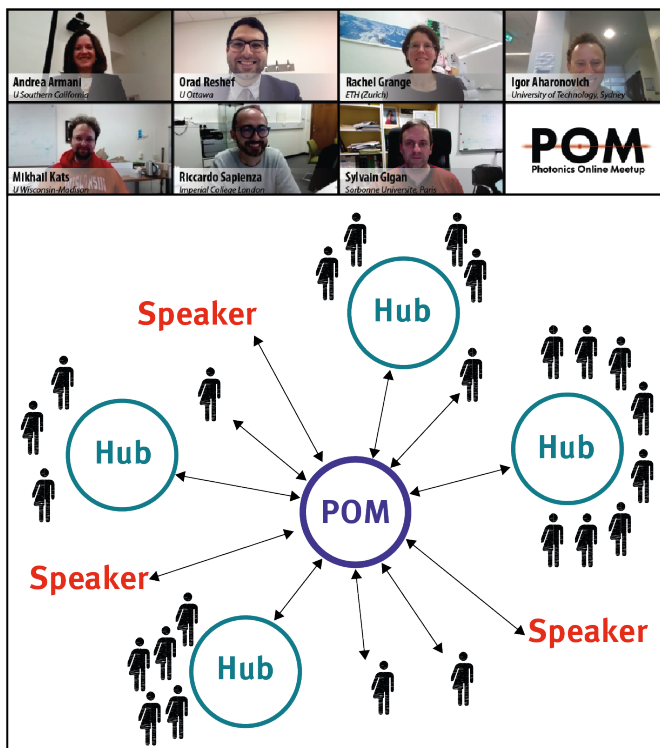 Andrea Armani
U Southern California
Orad Reshef
U Ottawa
Rachel Grange
ETH (Zurich)
Igor Aharonovich
University of Technology, Sydney
Mikhail Kats
U Wisconsin-Madison
Riccardo Sapienza
Imperial College London
Sylvain Gigan
Sorbonne Universite, Paris
POM
Photonics Online Meetup
Hub
Speaker
Hub
Hub
POM
Speaker
Speaker
Hub